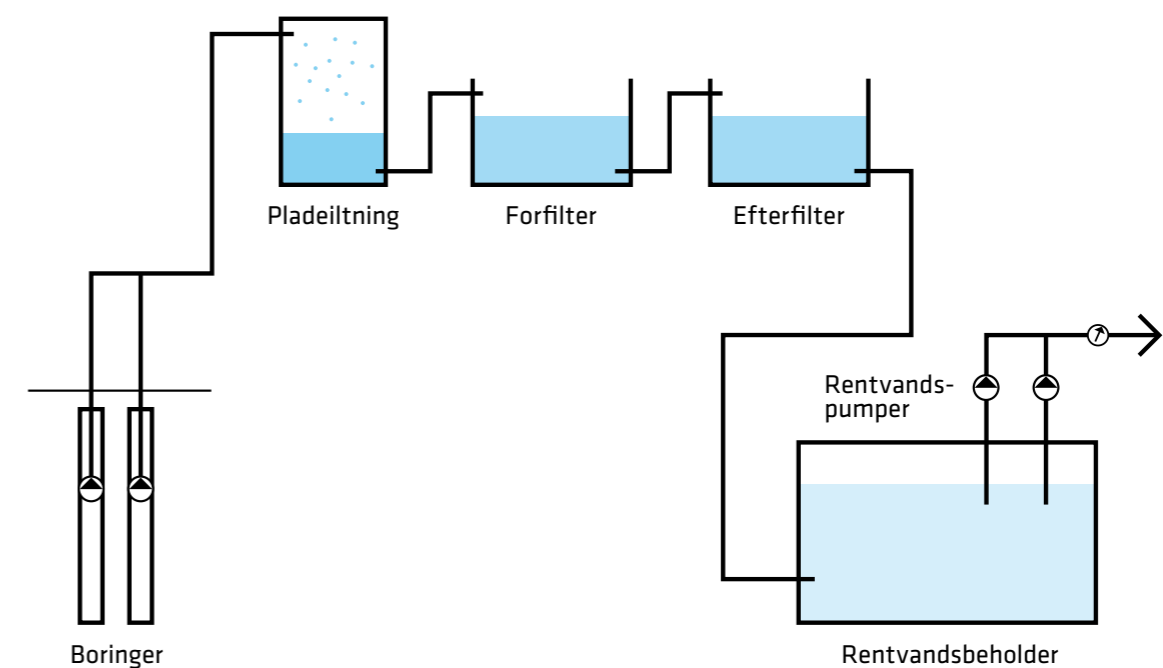 Pladeiltning
Forfilter
Efterfilter
Rentvands-
pumper
Boringer
Rentvandsbeholder